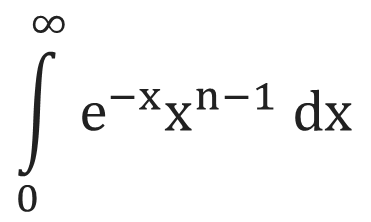 ∫₀^∞ e^{-x}x^{n-1} dx